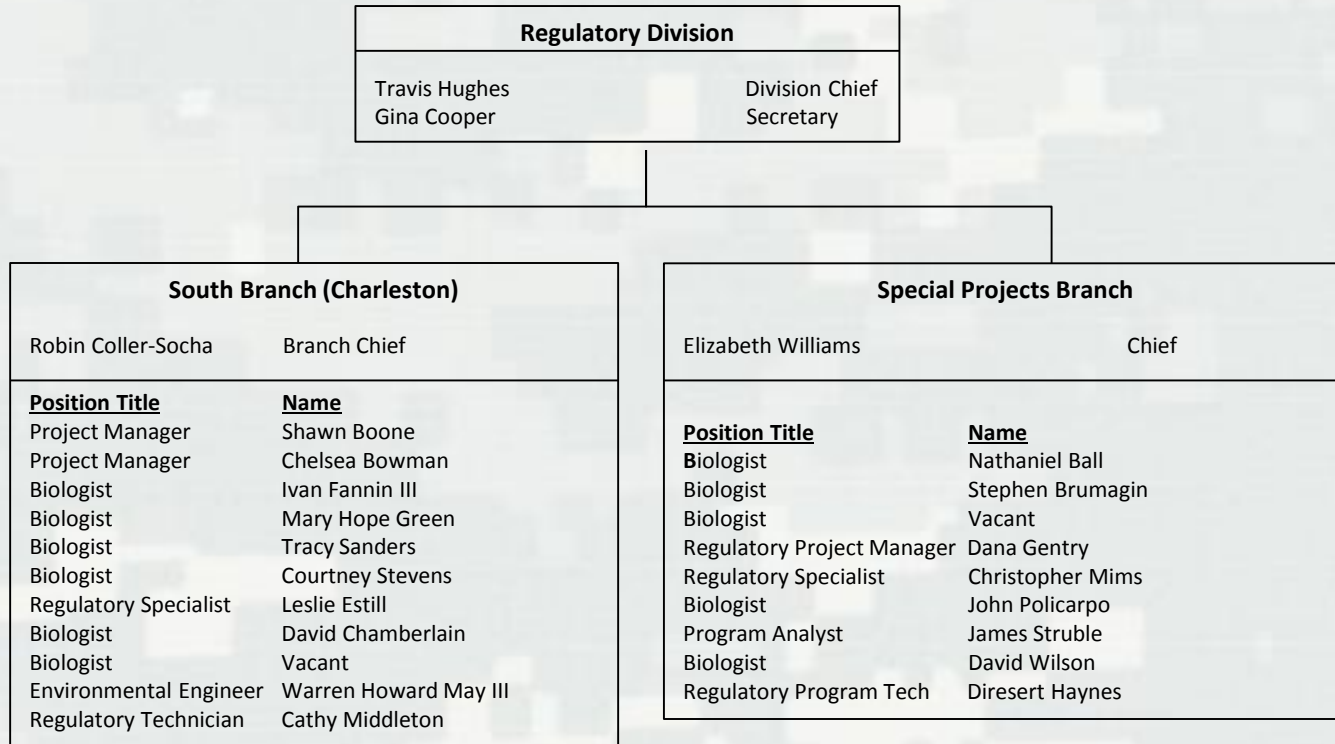 Regulatory Division
Travis Hughes Division Chief
Gina Cooper Secretary
South Branch (Charleston)
Robin Coller-Socha Branch Chief
Position Title Name
Project Manager Shawn Boone
Project Manager Chelsea Bowman
Biologist Ivan Fannin III
Biologist Mary Hope Green
Biologist Tracy Sanders
Biologist Courtney Stevens
Regulatory Specialist Leslie Estill
Biologist David Chamberlain
Biologist Vacant
Environmental Engineer Warren Howard May III
Regulatory Technician Cathy Middleton
Special Projects Branch
Elizabeth Williams Chief
Position Title Name
Biologist Nathaniel Ball
Biologist Stephen Brumagin
Biologist Vacant
Regulatory Project Manager Dana Gentry
Regulatory Specialist Christopher Mims
Biologist John Policarpo
Program Analyst James Struble
Biologist David Wilson
Regulatory Program Tech Diresert Haynes